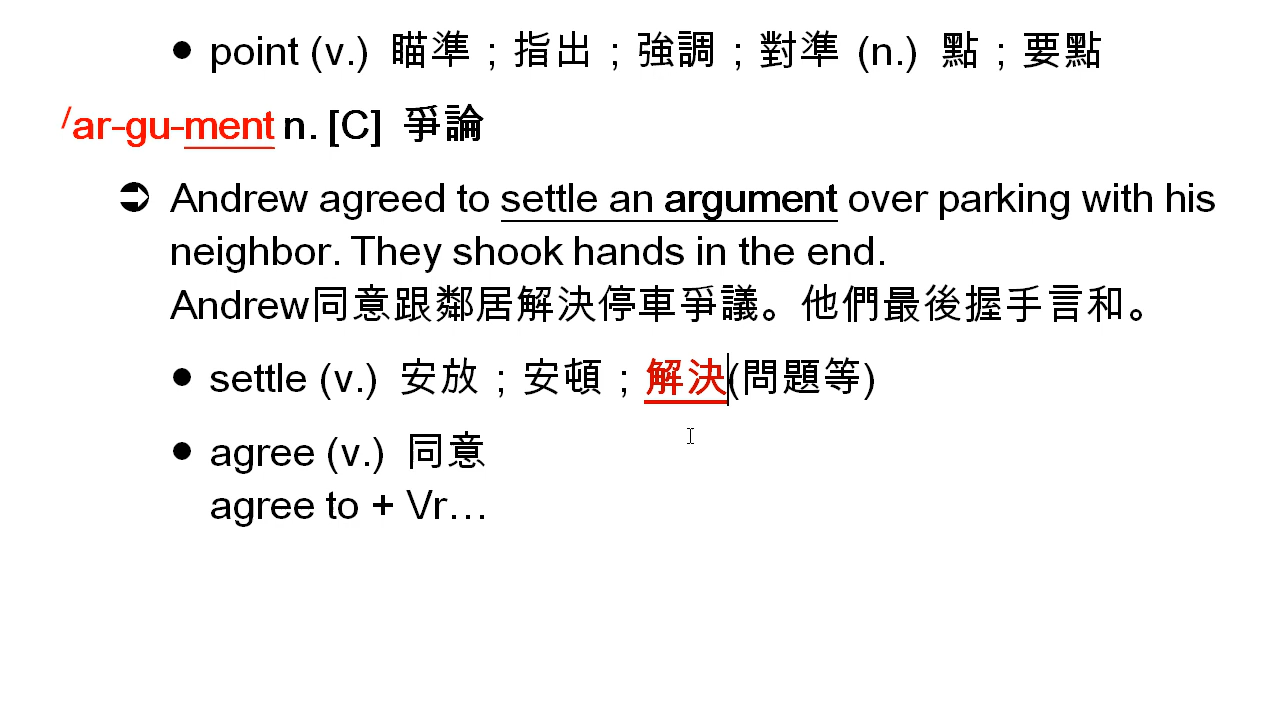 ● point (v.) 瞄準；指出；強調；對準 (n.) 點；要點
/ar-gu-ment n. [C] 爭論
➲ Andrew agreed to settle an argument over parking with his
neighbor. They shook hands in the end.
Andrew同意跟鄰居解決停車爭議。他們最後握手言和。
● settle (v.) 安放；安頓；解決(問題等)
● agree (v.) 同意
agree to + Vr…